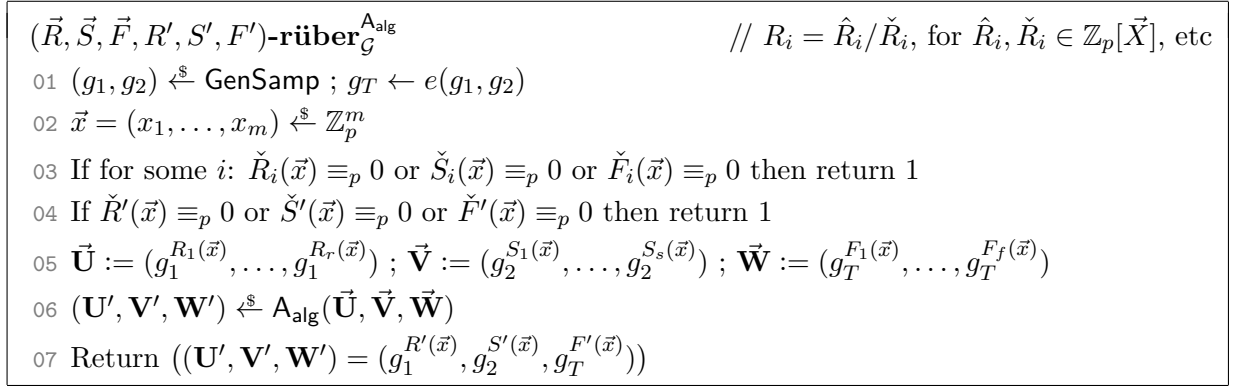 (R⃗, S⃗, F⃗, R′, S′, F′)-rüber_𝒢^{A_alg} // R_i = R̂_i/Ř_i, for R̂_i, Ř_i ∈ ℤ_p[X⃗], etc
01 (g_1, g_2) ←$ GenSamp ; g_T ← e(g_1, g_2)
02 x⃗ = (x_1, . . . , x_m) ←$ ℤ_p^m
03 If for some i: Ř_i(x⃗) ≡_p 0 or Š_i(x⃗) ≡_p 0 or F̌_i(x⃗) ≡_p 0 then return 1
04 If Ř′(x⃗) ≡_p 0 or Š′(x⃗) ≡_p 0 or F̌′(x⃗) ≡_p 0 then return 1
05 U⃗ := (g_1^{R_1(x⃗)}, . . . , g_1^{R_r(x⃗)}) ; V⃗ := (g_2^{S_1(x⃗)}, . . . , g_2^{S_s(x⃗)}) ; W⃗ := (g_T^{F_1(x⃗)}, . . . , g_T^{F_f(x⃗)})
06 (U′, V′, W′) ←$ A_alg(U⃗, V⃗, W⃗)
07 Return ((U′, V′, W′) = (g_1^{R′(x⃗)}, g_2^{S′(x⃗)}, g_T^{F′(x⃗)}))